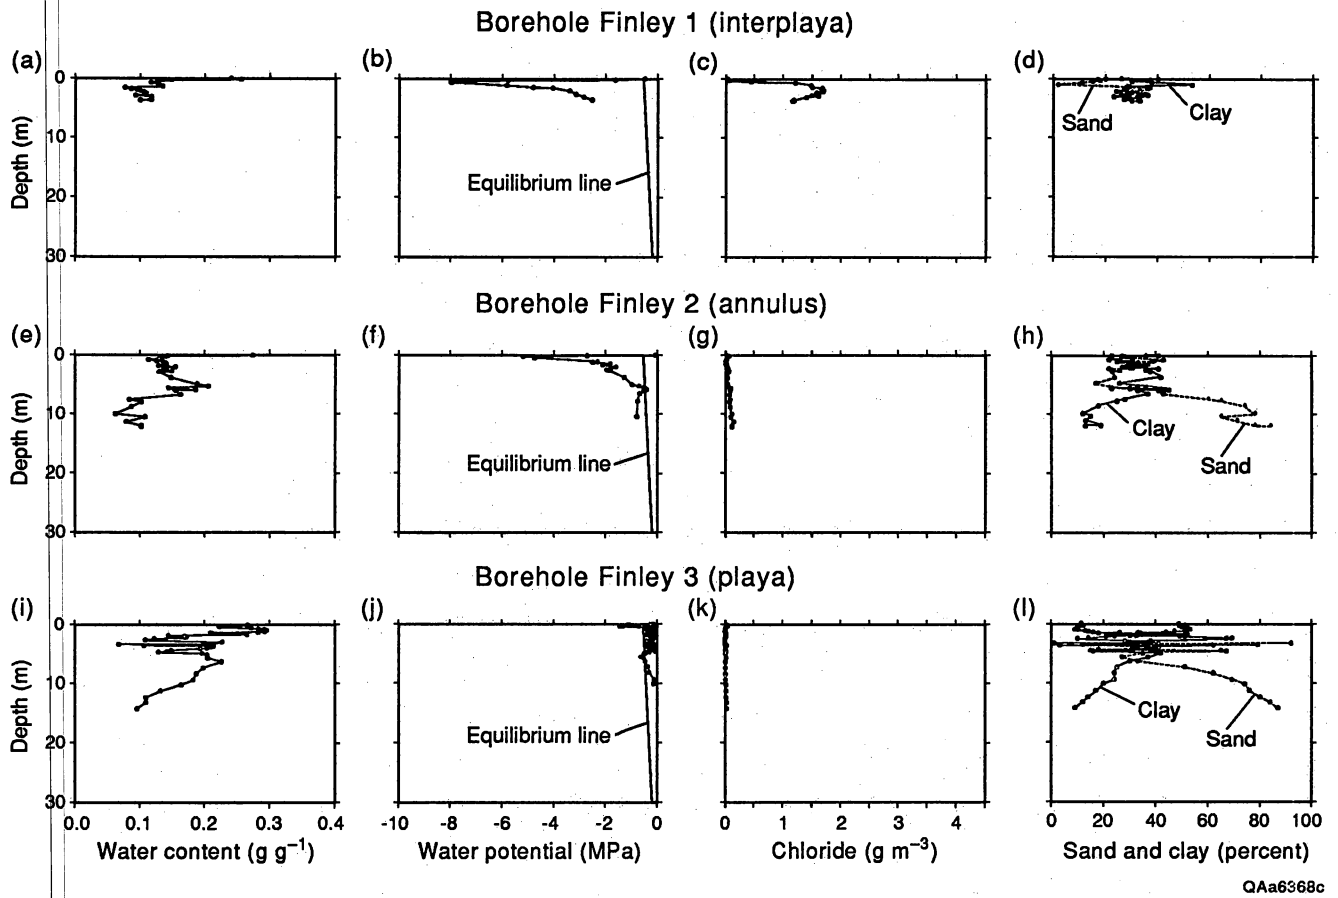 Borehole Finley 1 (interplaya)
(a) (b) (c) (d)
0
10
20
30
Depth (m)
Equilibrium line
Sand
Clay
Borehole Finley 2 (annulus)
(e) (f) (g) (h)
0
10
20
30
Depth (m)
Equilibrium line
Clay
Sand
Borehole Finley 3 (playa)
(i) (j) (k) (l)
0
10
20
30
Depth (m)
Equilibrium line
Clay
Sand
0.0 0.1 0.2 0.3 0.4
-10 -8 -6 -4 -2 0
0 1 2 3 4
0 20 40 60 80 100
Water content (g g⁻¹)
Water potential (MPa)
Chloride (g m⁻³)
Sand and clay (percent)
QAa6368c